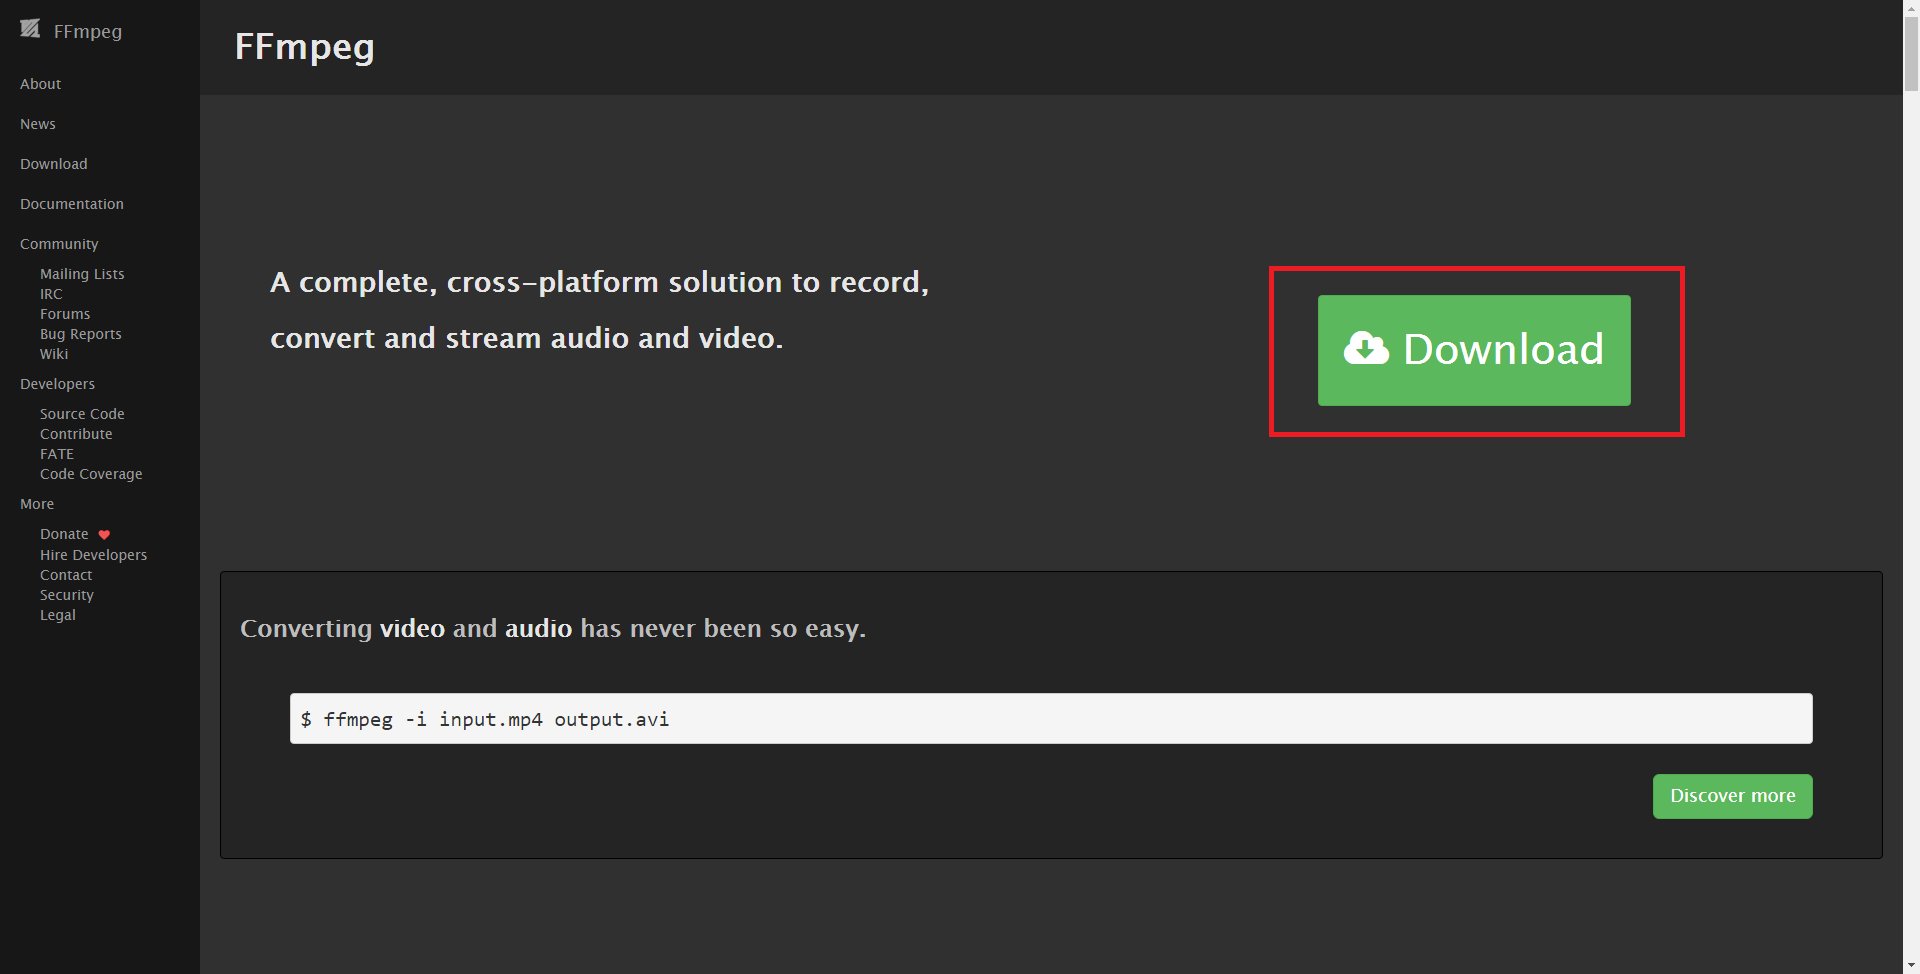 FFmpeg
About
News
Download
Documentation
Community
Mailing Lists
IRC
Forums
Bug Reports
Wiki
Developers
Source Code
Contribute
FATE
Code Coverage
More
Donate
Hire Developers
Contact
Security
Legal
FFmpeg
A complete, cross-platform solution to record,
convert and stream audio and video.
Download
Converting video and audio has never been so easy.
$ ffmpeg -i input.mp4 output.avi
Discover more